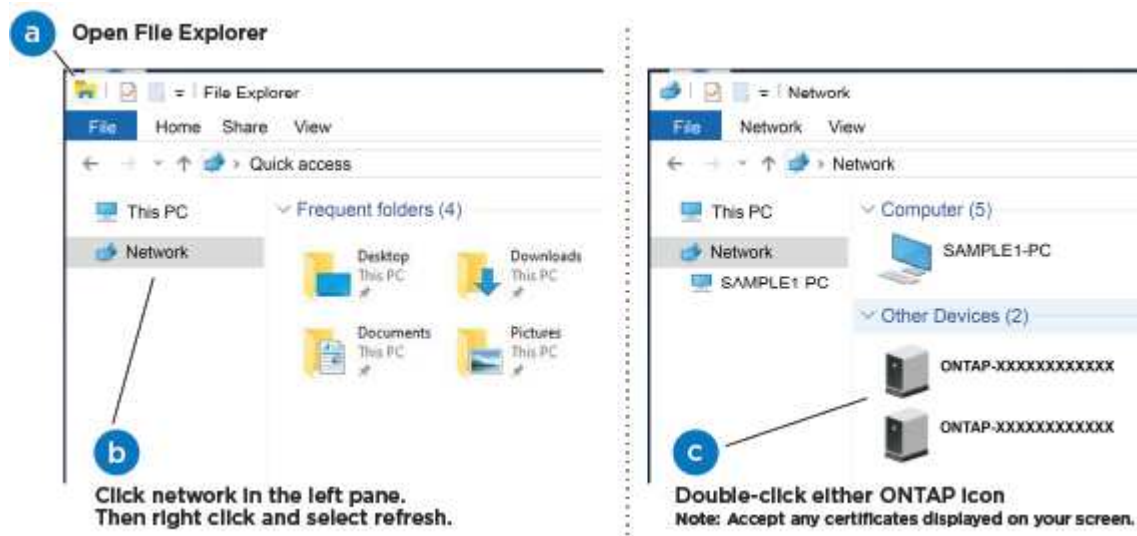 a Open File Explorer
File Explorer
File Home Share View
Quick access
This PC
Network
Frequent folders (4)
Desktop
This PC
Downloads
This PC
Documents
This PC
Pictures
This PC
b
Click network in the left pane.
Then right click and select refresh.
Network
File Network View
Network
This PC
Network
SAMPLE1 PC
Computer (5)
SAMPLE1-PC
Other Devices (2)
ONTAP-XXXXXXXXXXXX
ONTAP-XXXXXXXXXXXX
c
Double-click either ONTAP icon
Note: Accept any certificates displayed on your screen.